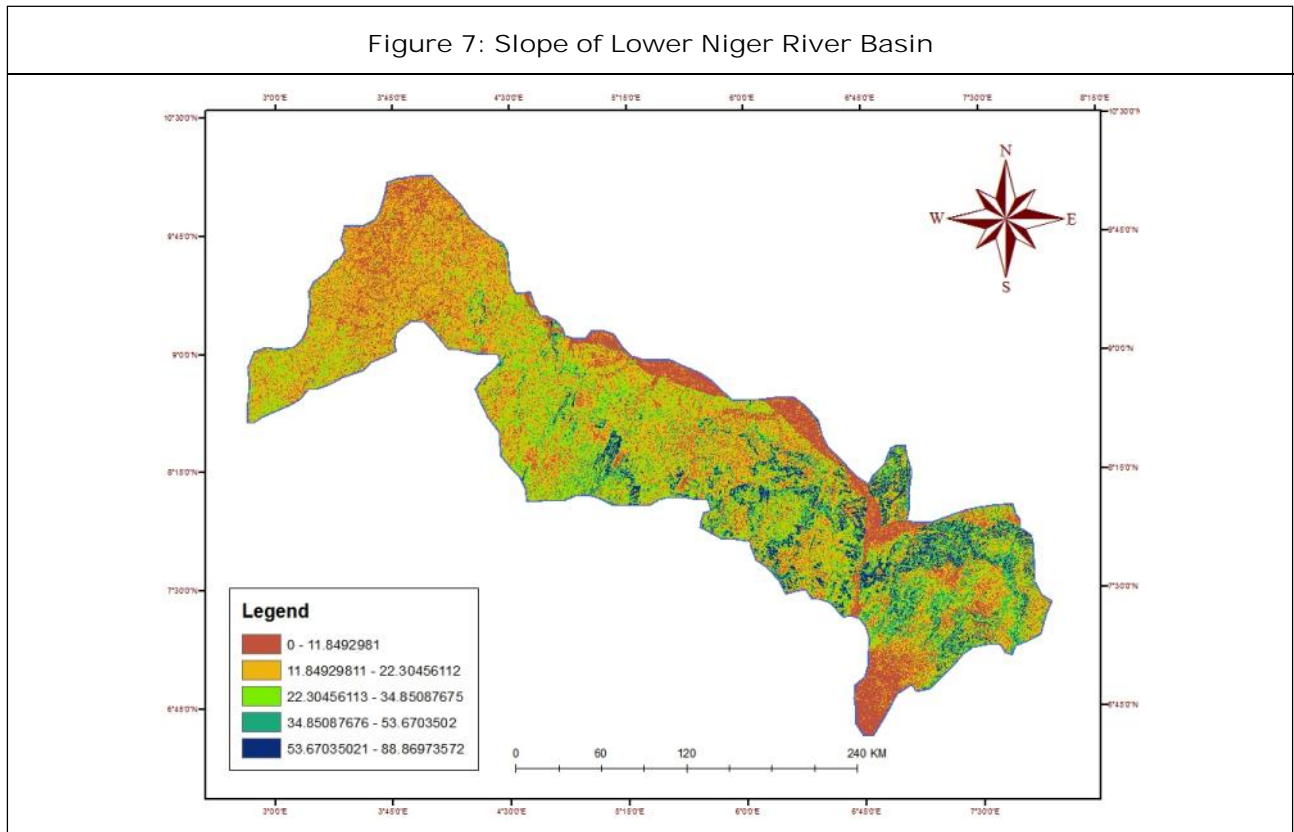 Figure 7: Slope of Lower Niger River Basin
3°0'0"E 3°45'0"E 4°30'0"E 5°15'0"E 6°0'0"E 6°45'0"E 7°30'0"E 8°15'0"E
10°30'0"N 10°30'0"N
N
W E
S
9°45'0"N 9°45'0"N
9°0'0"N 9°0'0"N
8°15'0"N 8°15'0"N
7°30'0"N 7°30'0"N
Legend
0 - 11.8492981
11.84929811 - 22.30456112
22.30456113 - 34.85087675
34.85087676 - 53.6703502
53.67035021 - 88.86973572
6°45'0"N 6°45'0"N
0 60 120 240 KM
3°0'0"E 3°45'0"E 4°30'0"E 5°15'0"E 6°0'0"E 6°45'0"E 7°30'0"E